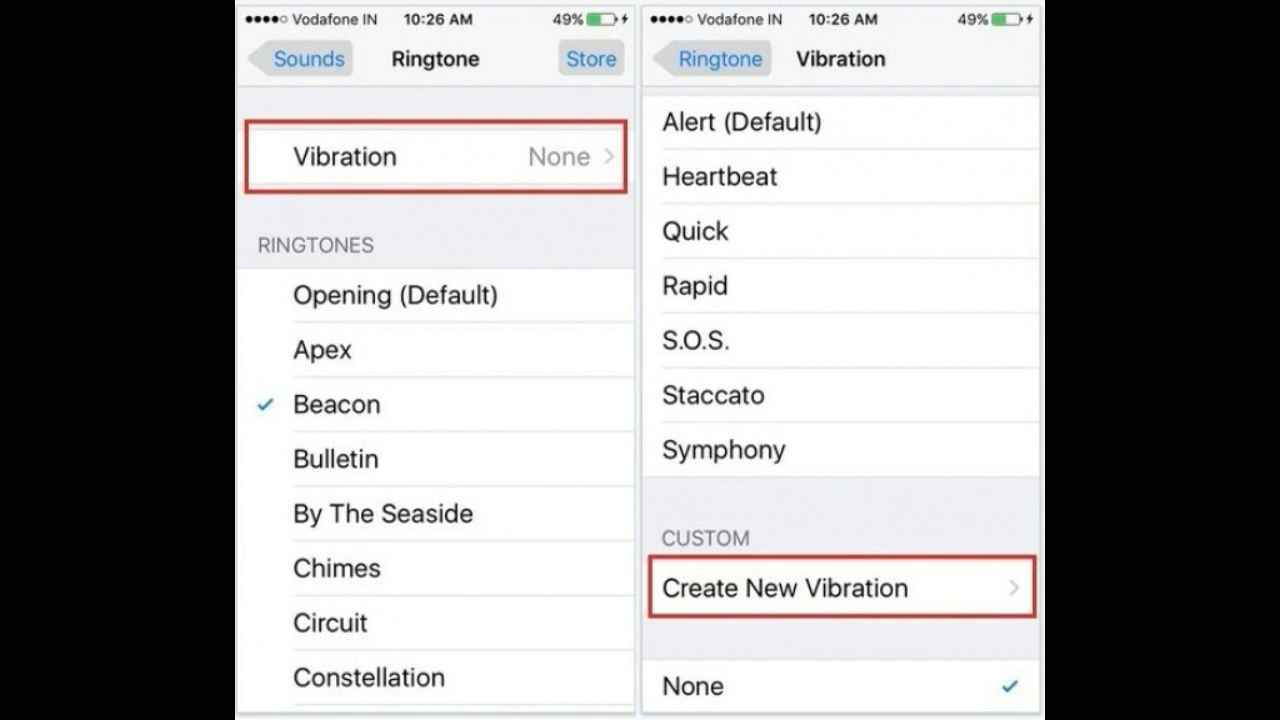 Vodafone IN 10:26 AM 49%
Sounds Ringtone Store
Vibration None
RINGTONES
Opening (Default)
Apex
Beacon
Bulletin
By The Seaside
Chimes
Circuit
Constellation
Vodafone IN 10:26 AM 49%
Ringtone Vibration
Alert (Default)
Heartbeat
Quick
Rapid
S.O.S.
Staccato
Symphony
CUSTOM
Create New Vibration
None